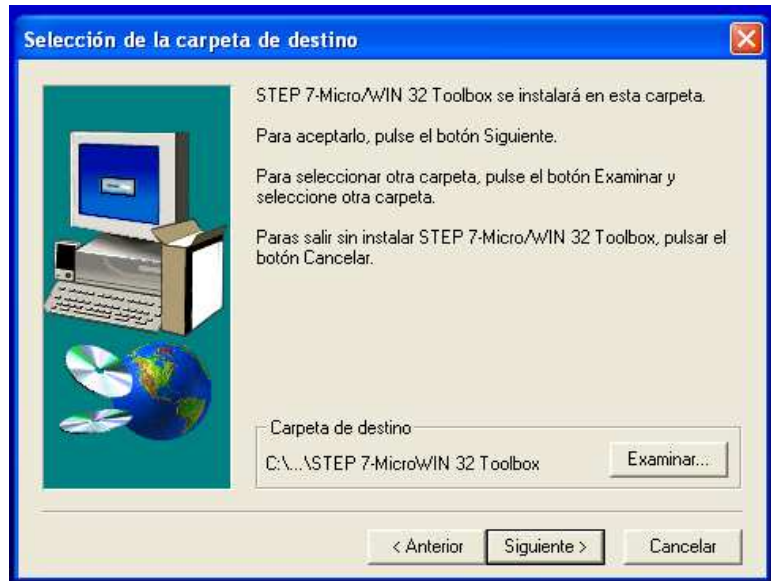 Selección de la carpeta de destino
STEP 7-Micro/WIN 32 Toolbox se instalará en esta carpeta.
Para aceptarlo, pulse el botón Siguiente.
Para seleccionar otra carpeta, pulse el botón Examinar y
seleccione otra carpeta.
Paras salir sin instalar STEP 7-Micro/WIN 32 Toolbox, pulsar el
botón Cancelar.
Carpeta de destino
C:\...\STEP 7-MicroWIN 32 Toolbox
Examinar...
< Anterior
Siguiente >
Cancelar